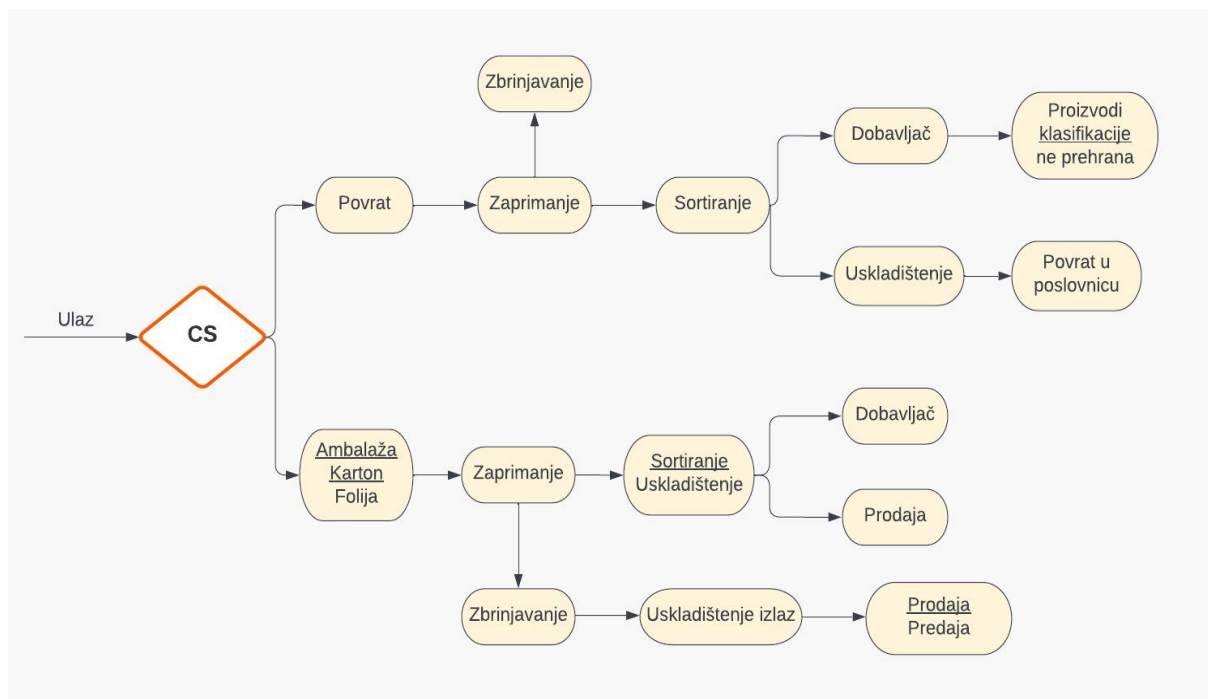 Zbrinjavanje
Dobavljač
Proizvodi
klasifikacije
ne prehrana
Povrat
Zaprimanje
Sortiranje
Uskladištenje
Povrat u
poslovnicu
Ulaz
CS
Ambalaža
Karton
Folija
Zaprimanje
Sortiranje
Uskladištenje
Dobavljač
Prodaja
Zbrinjavanje
Uskladištenje izlaz
Prodaja
Predaja